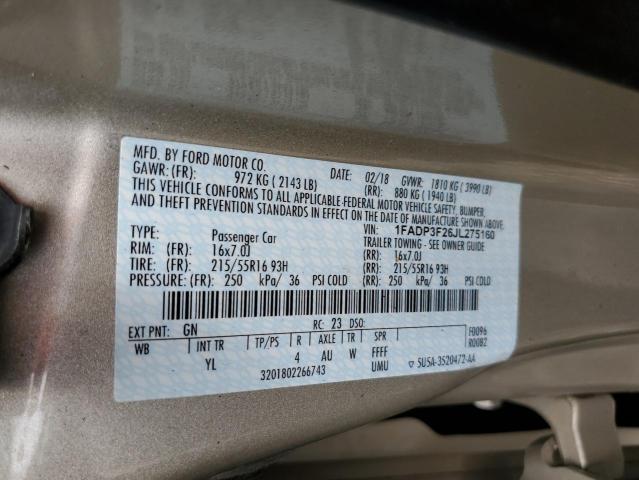 MFD. BY FORD MOTOR CO. DATE: 02/18 GVWR: 1810 KG ( 3990 LB)
GAWR: (FR): 972 KG ( 2143 LB) (RR): 880 KG ( 1940 LB)
THIS VEHICLE CONFORMS TO ALL APPLICABLE FEDERAL MOTOR VEHICLE SAFETY, BUMPER,
AND THEFT PREVENTION STANDARDS IN EFFECT ON THE DATE OF MANUFACTURE SHOWN ABOVE.
VIN: 1FADP3F26JL275160
TYPE: Passenger Car TRAILER TOWING - SEE OWNER GUIDE
RIM: (FR): 16x7.0J (RR): 16x7.0J
TIRE: (FR): 215/55R16 93H (RR): 215/55R16 93H
PRESSURE: (FR): 250 kPa/ 36 PSI COLD (RR): 250 kPa/ 36 PSI COLD
EXT PNT: GN RC: 23 DSO: F0096
WB INT TR TP/PS R AXLE TR SPR R0082
YL 4 AU W FFFF
UMU
3201802266743 ▽ SU5A-3520472-AA